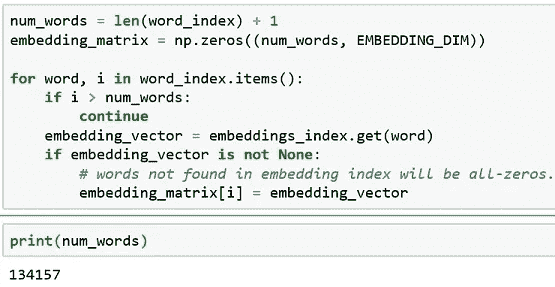 num_words = len(word_index) + 1
embedding_matrix = np.zeros((num_words, EMBEDDING_DIM))

for word, i in word_index.items():
    if i > num_words:
        continue
    embedding_vector = embeddings_index.get(word)
    if embedding_vector is not None:
        # words not found in embedding index will be all-zeros.
        embedding_matrix[i] = embedding_vector

print(num_words)

134157